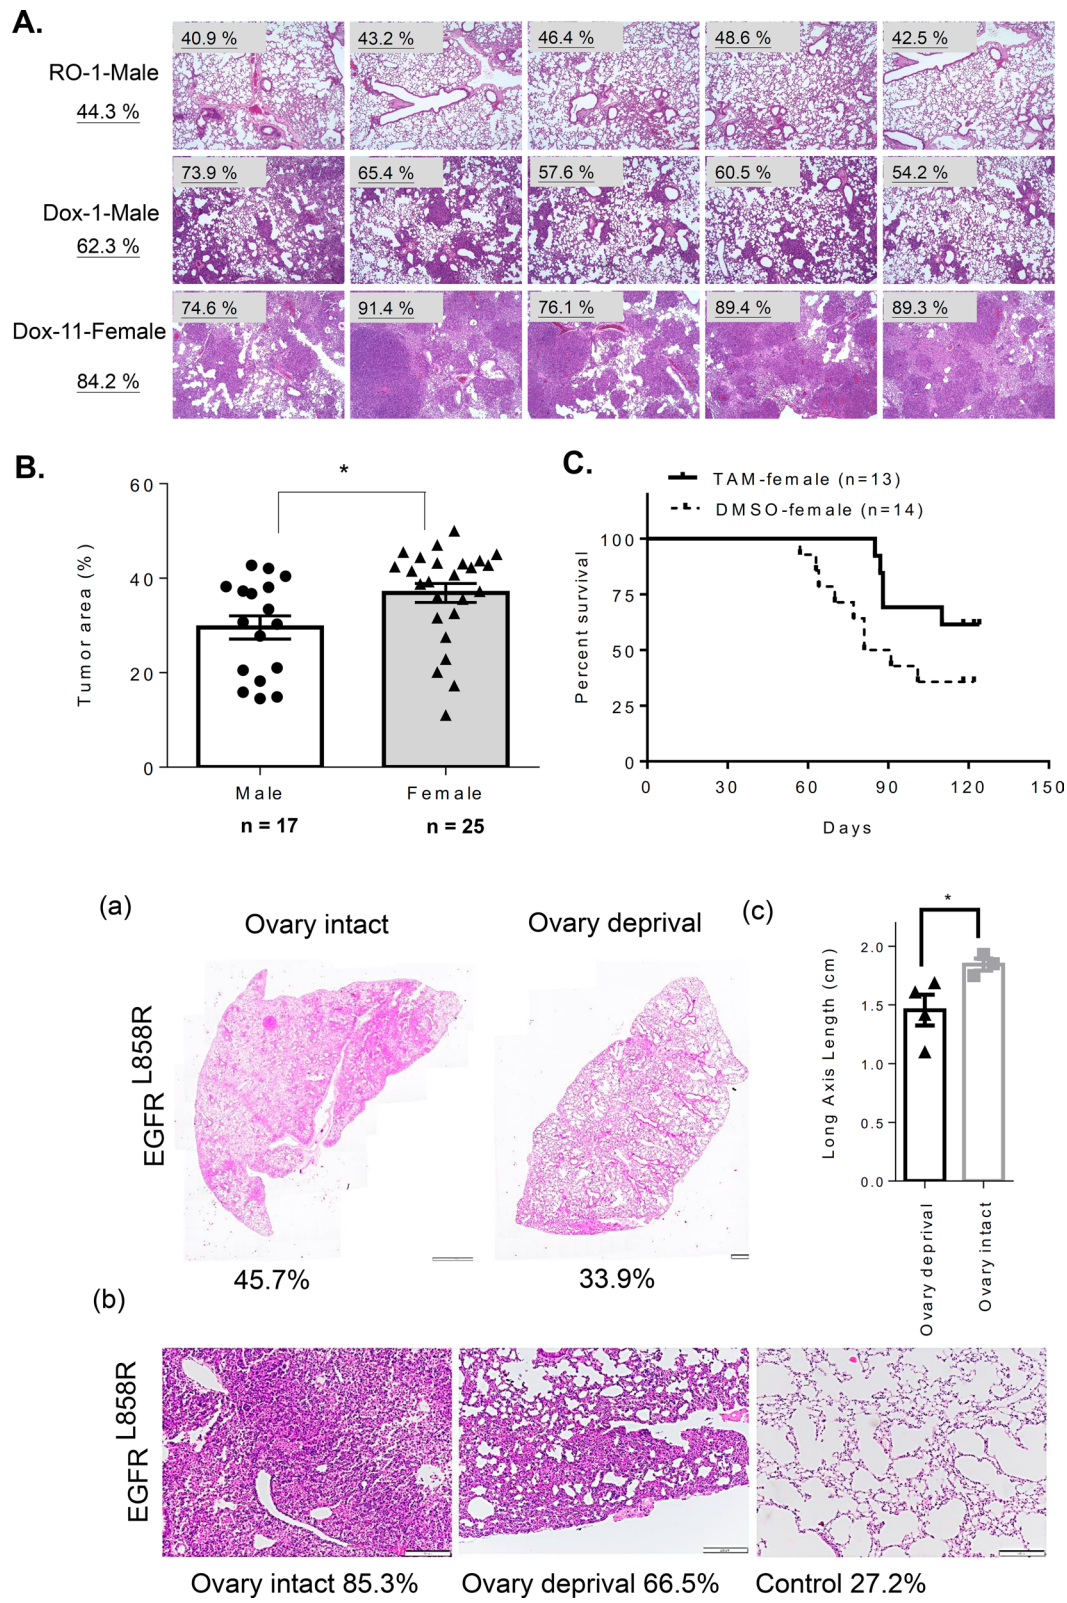 A.
RO-1-Male
44.3 %
40.9 %
43.2 %
46.4 %
48.6 %
42.5 %
Dox-1-Male
62.3 %
73.9 %
65.4 %
57.6 %
60.5 %
54.2 %
Dox-11-Female
84.2 %
74.6 %
91.4 %
76.1 %
89.4 %
89.3 %
B.
*
Tumor area (%)
60
40
20
0
Male
Female
n = 17
n = 25
C.
TAM-female (n=13)
DMSO-female (n=14)
Percent survival
100
75
50
25
0
0 30 60 90 120 150
Days
(a)
Ovary intact
Ovary deprival
EGFR L858R
45.7%
33.9%
(c)
*
Long Axis Length (cm)
2.0
1.5
1.0
0.5
0.0
Ovary deprival
Ovary intact
(b)
EGFR L858R
Ovary intact 85.3%
Ovary deprival 66.5%
Control 27.2%